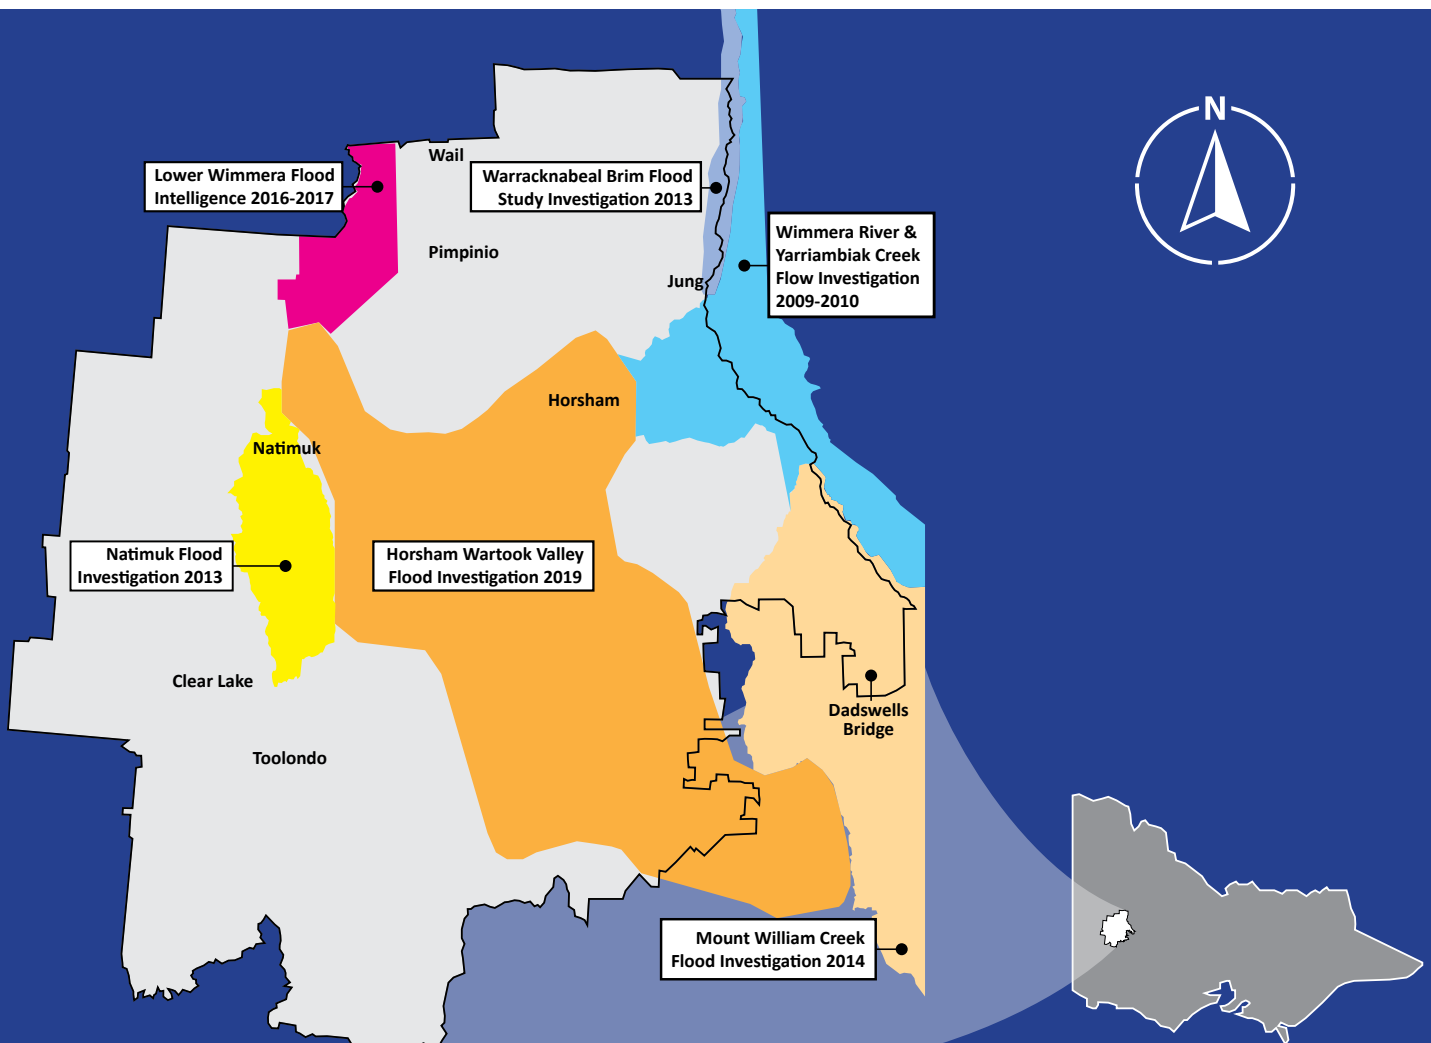 N
Wail
Lower Wimmera Flood
Intelligence 2016-2017
Warracknabeal Brim Flood
Study Investigation 2013
Wimmera River &
Yarriambiak Creek
Flow Investigation
2009-2010
Pimpinio
Jung
Horsham
Natimuk
Natimuk Flood
Investigation 2013
Horsham Wartook Valley
Flood Investigation 2019
Clear Lake
Dadswells
Bridge
Toolondo
Mount William Creek
Flood Investigation 2014